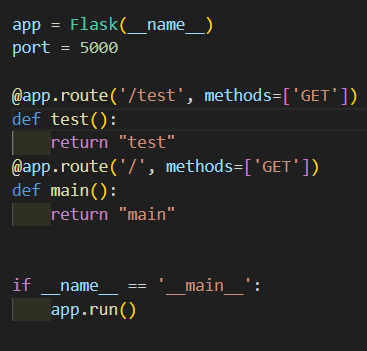 app = Flask(__name__)
port = 5000
@app.route('/test', methods=['GET'])
def test():
    return "test"
@app.route('/', methods=['GET'])
def main():
    return "main"
if __name__ == '__main__':
    app.run()